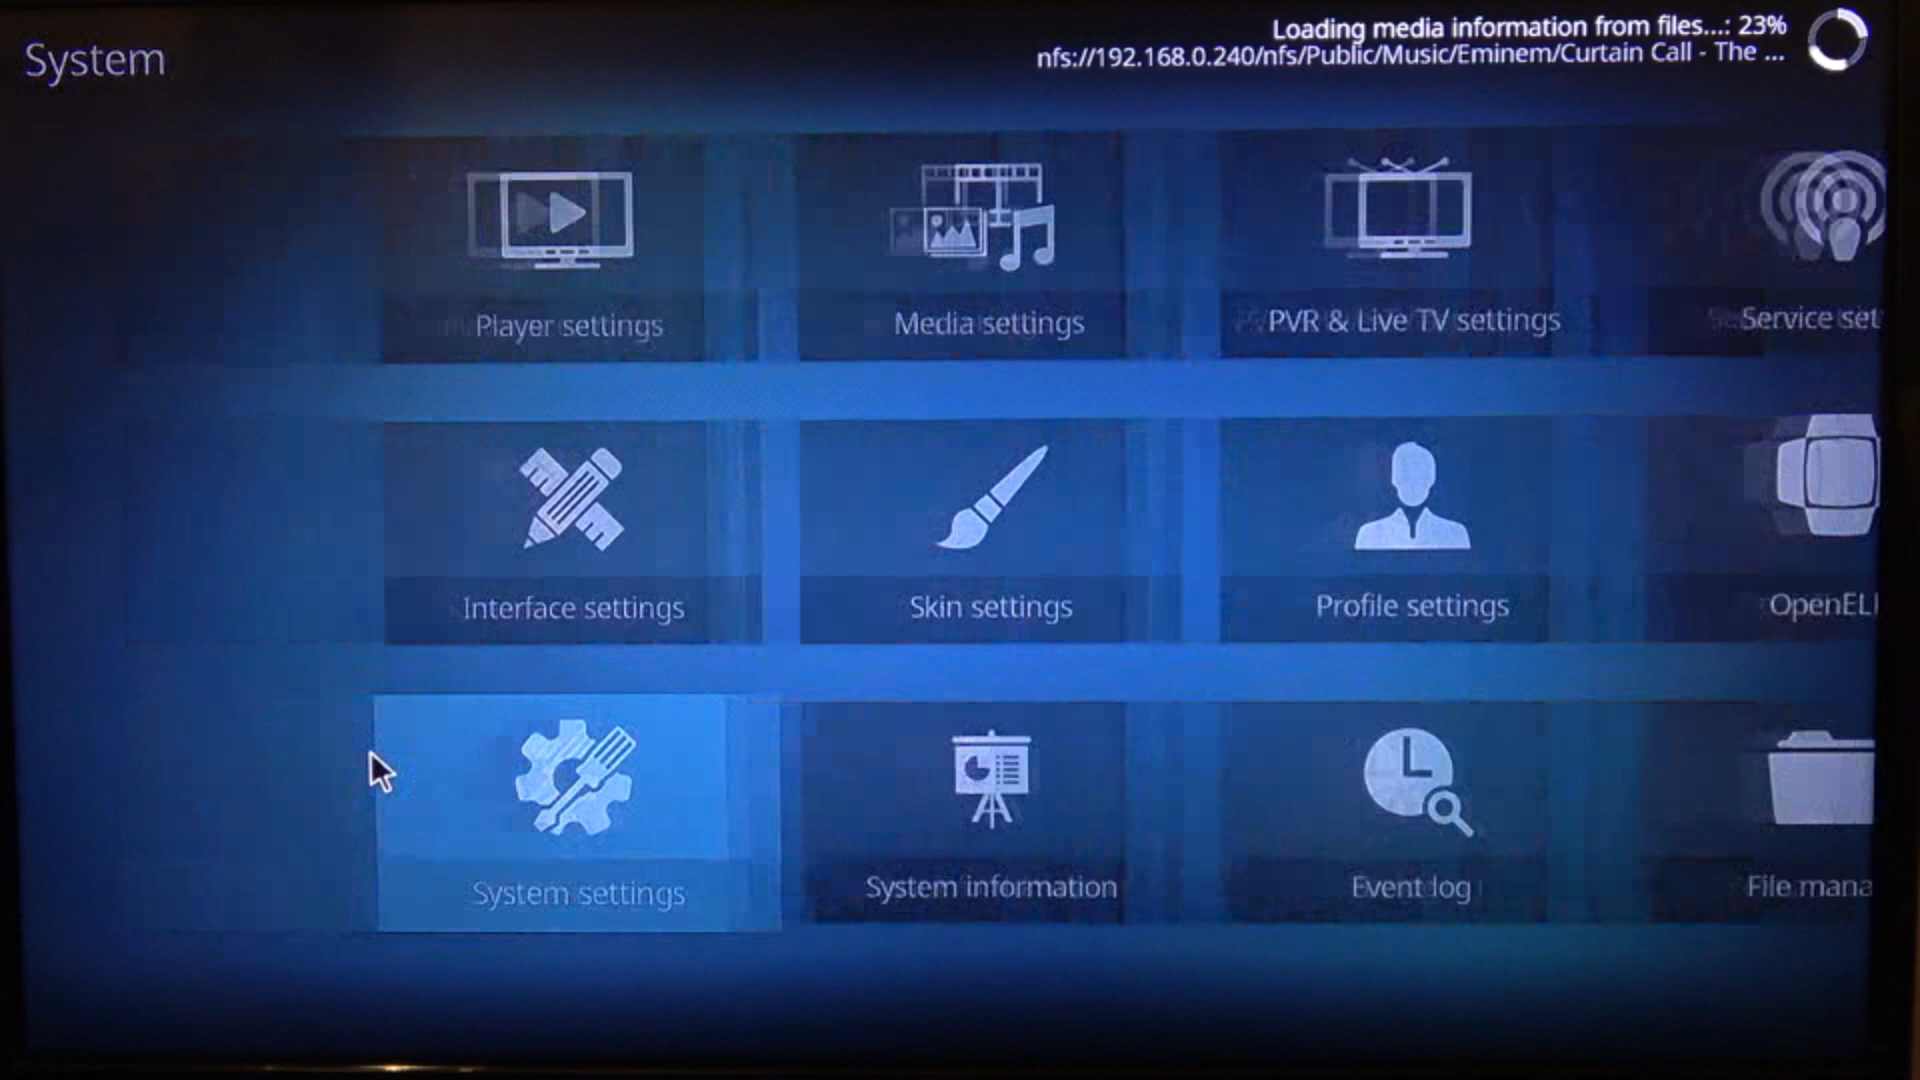 System
Loading media information from files...: 23%
nfs://192.168.0.240/nfs/Public/Music/Eminem/Curtain Call - The ...
Player settings
Media settings
PVR & Live TV settings
Service set
Interface settings
Skin settings
Profile settings
OpenEL
System settings
System information
Event log
File mana